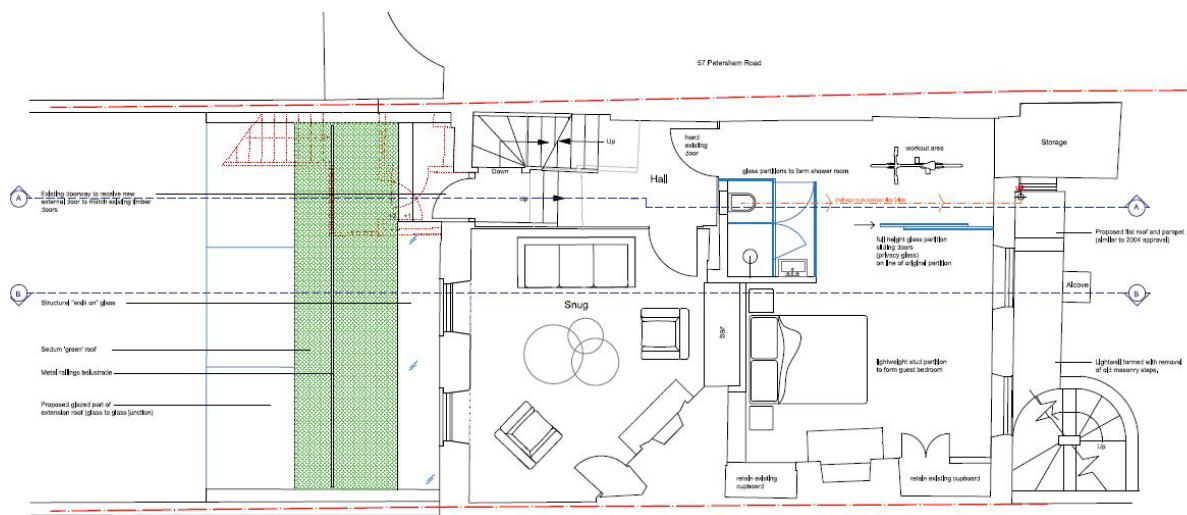 57 Petersham Road
hand
existing
door
workout area
Storage
Up
Hall
glass partitions to form shower rooms
Down
A
Existing doorway to receive new
external door to match existing timber
doors
up
A
full height glass partition
sliding doors
(privacy glass)
on line of original partition
Proposed flat roof and parapet
(similar to 2004 approval)
B
Structural "walk on" glass
Snug
Alcove
B
bar
Sedum 'green' roof
lightweight stud partition
to form guest bedroom
Lightwell formed with removal
of old masonry steps,
Metal railings balustrade
Proposed glazed part of
extension roof (glass to glass junction)
Up
retain existing
cupboard
retain existing cupboard